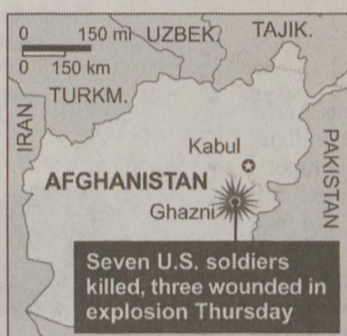 0 150 mi
0 150 km
UZBEK.
TAJIK.
TURKM.
IRAN
PAKISTAN
Kabul
AFGHANISTAN
Ghazni
Seven U.S. soldiers
killed, three wounded in
explosion Thursday